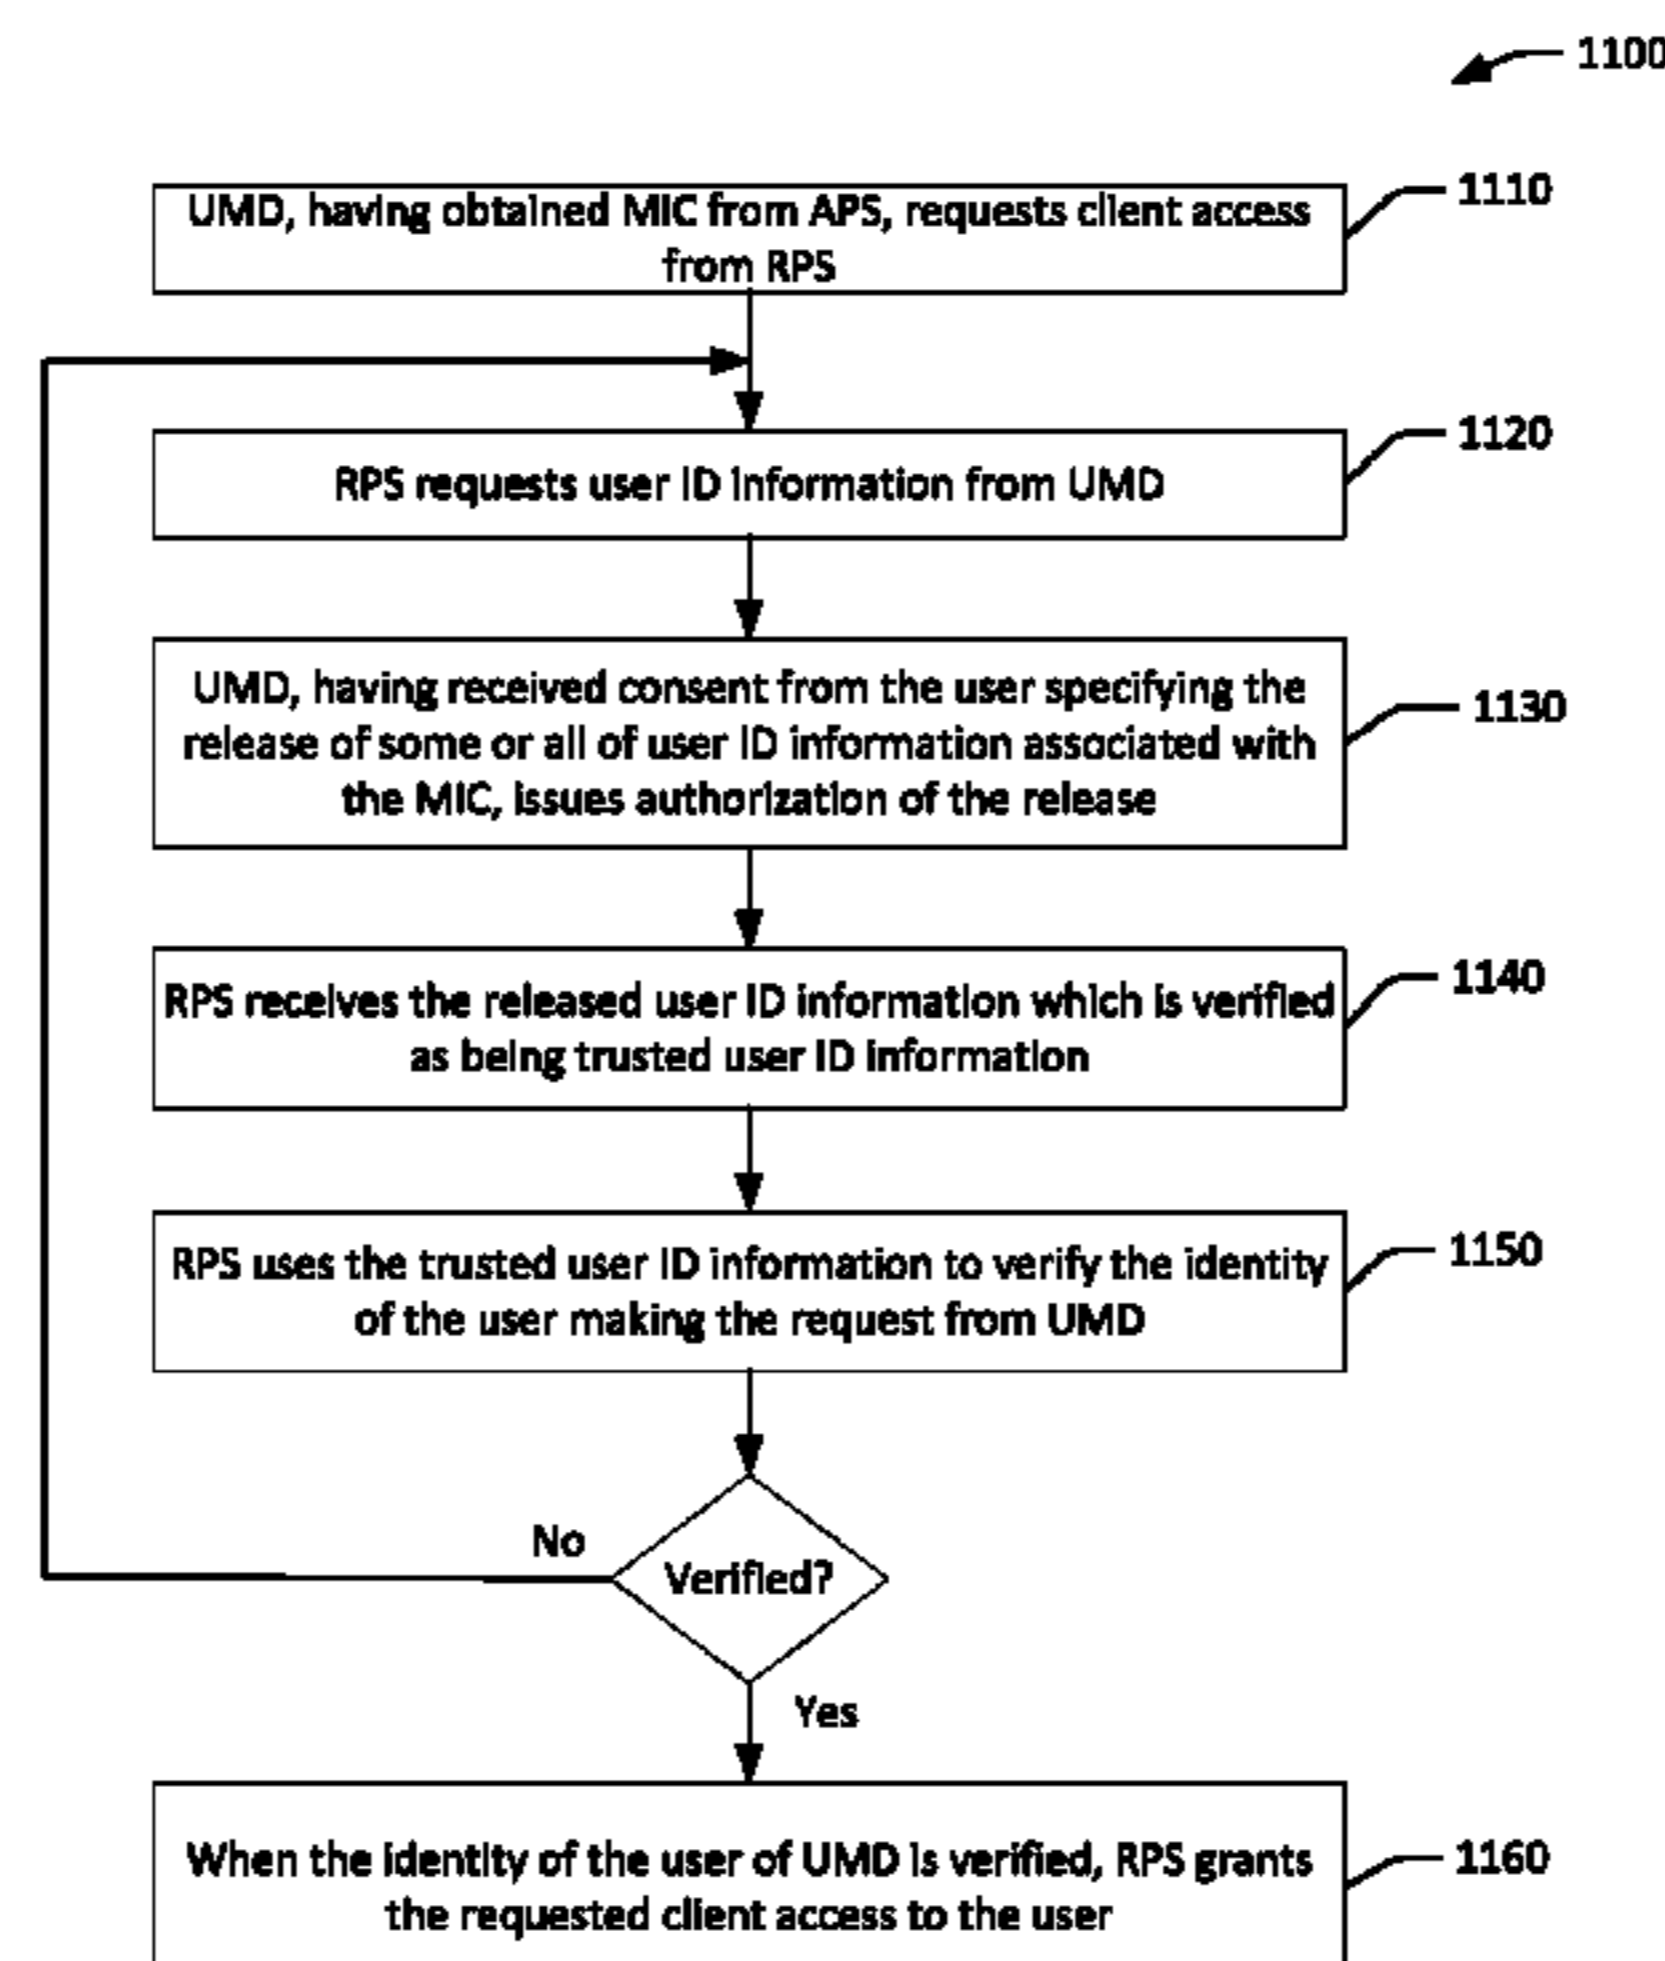 1100
UMD, having obtained MIC from APS, requests client access
from RPS
1110
RPS requests user ID information from UMD
1120
UMD, having received consent from the user specifying the
release of some or all of user ID information associated with
the MIC, issues authorization of the release
1130
RPS receives the released user ID information which is verified
as being trusted user ID information
1140
RPS uses the trusted user ID information to verify the identity
of the user making the request from UMD
1150
No
Verified?
Yes
When the identity of the user of UMD is verified, RPS grants
the requested client access to the user
1160